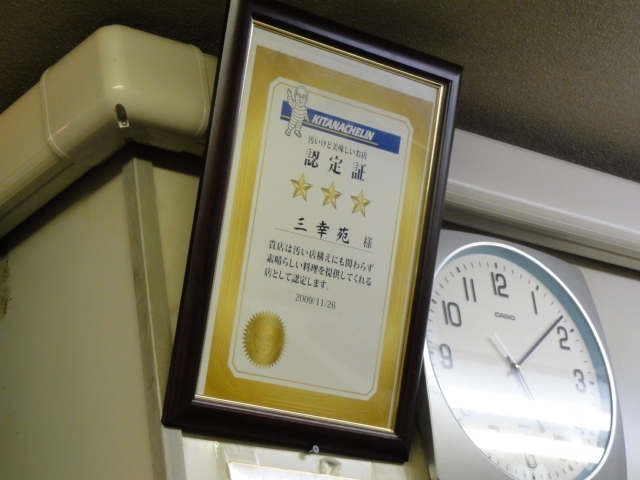 KITANACHELIN
汚いけど美味しいお店
認定証
三幸苑 様
貴店は汚い店構えにも関わらず
素晴らしい料理を提供してくれる
店として認定します。
2009/11/26
12
11
1
10
2
9
3
CASIO